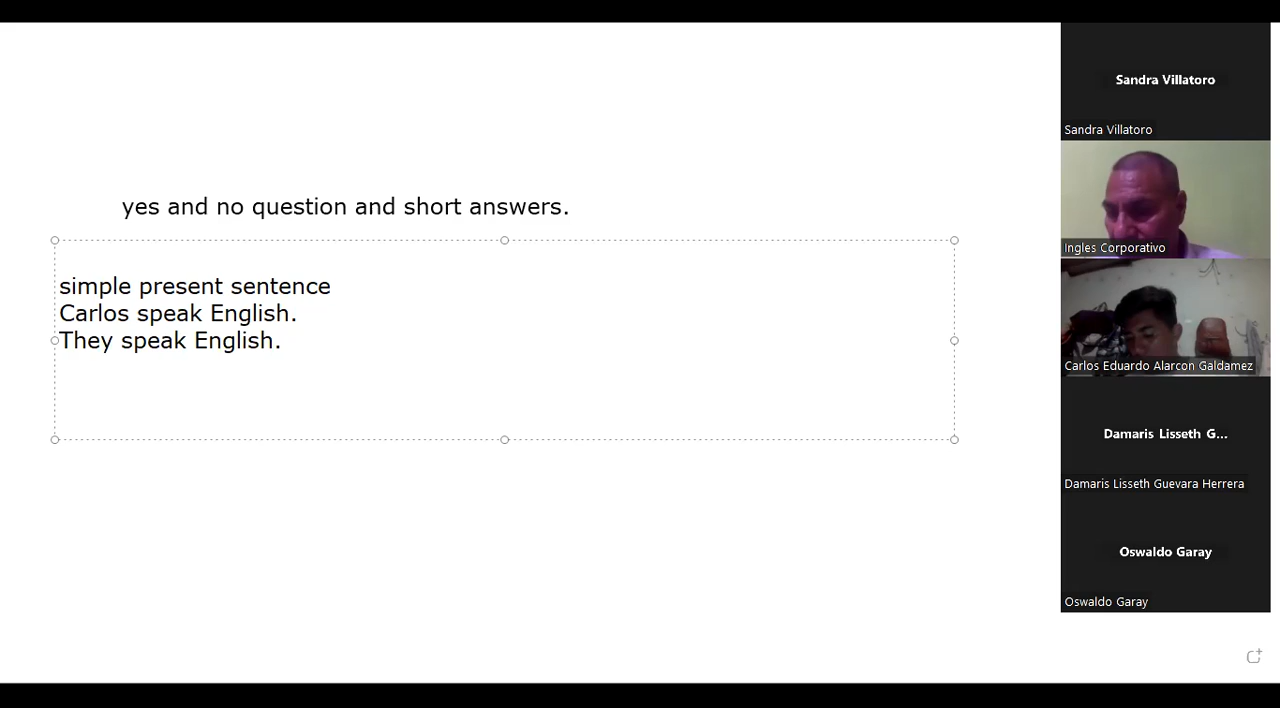 yes and no question and short answers.
simple present sentence
Carlos speak English.
They speak English.
Sandra Villatoro
Sandra Villatoro
Ingles Corporativo
Carlos Eduardo Alarcon Galdamez
Damaris Lisseth G...
Damaris Lisseth Guevara Herrera
Oswaldo Garay
Oswaldo Garay